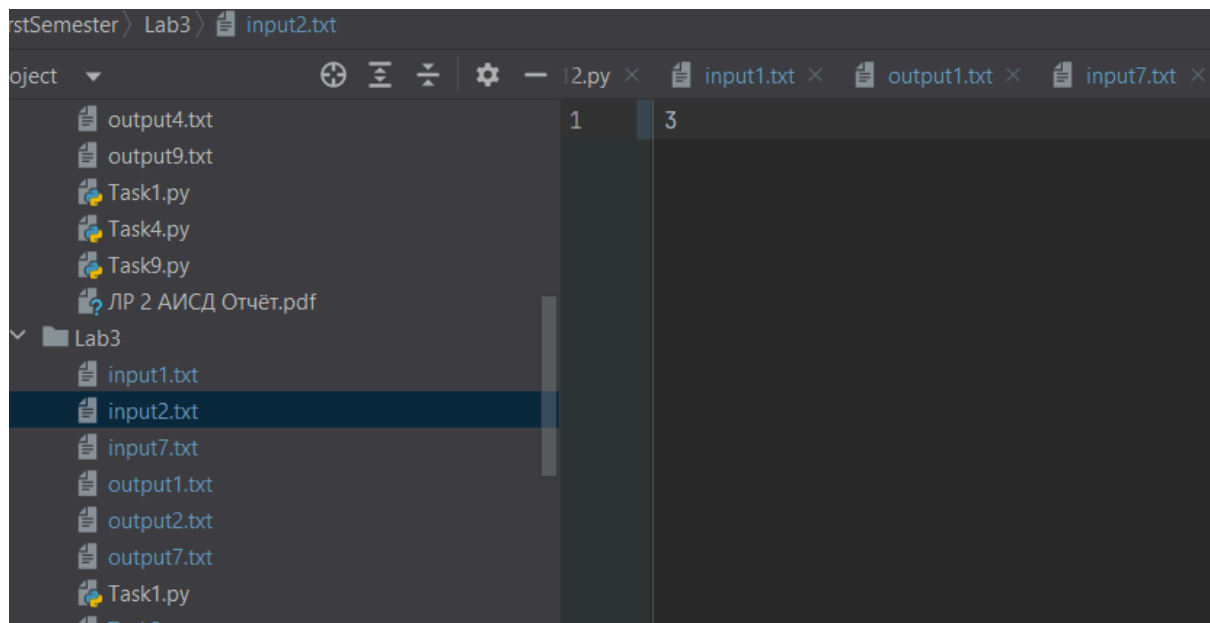 rstSemester Lab3 input2.txt
oject 12.py input1.txt output1.txt input7.txt
output4.txt
1 3
output9.txt
Task1.py
Task4.py
Task9.py
ЛР 2 АИСД Отчёт.pdf
Lab3
input1.txt
input2.txt
input7.txt
output1.txt
output2.txt
output7.txt
Task1.py